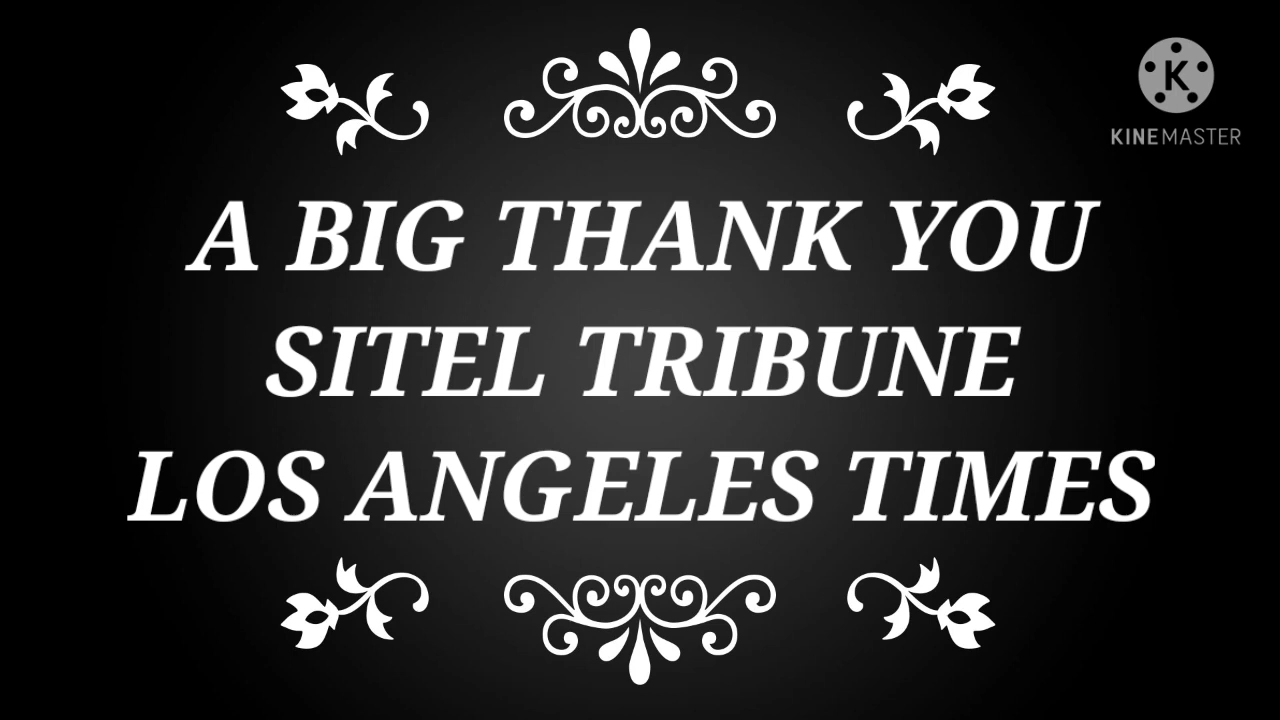 K
KINEMASTER
A BIG THANK YOU
SITEL TRIBUNE
LOS ANGELES TIMES